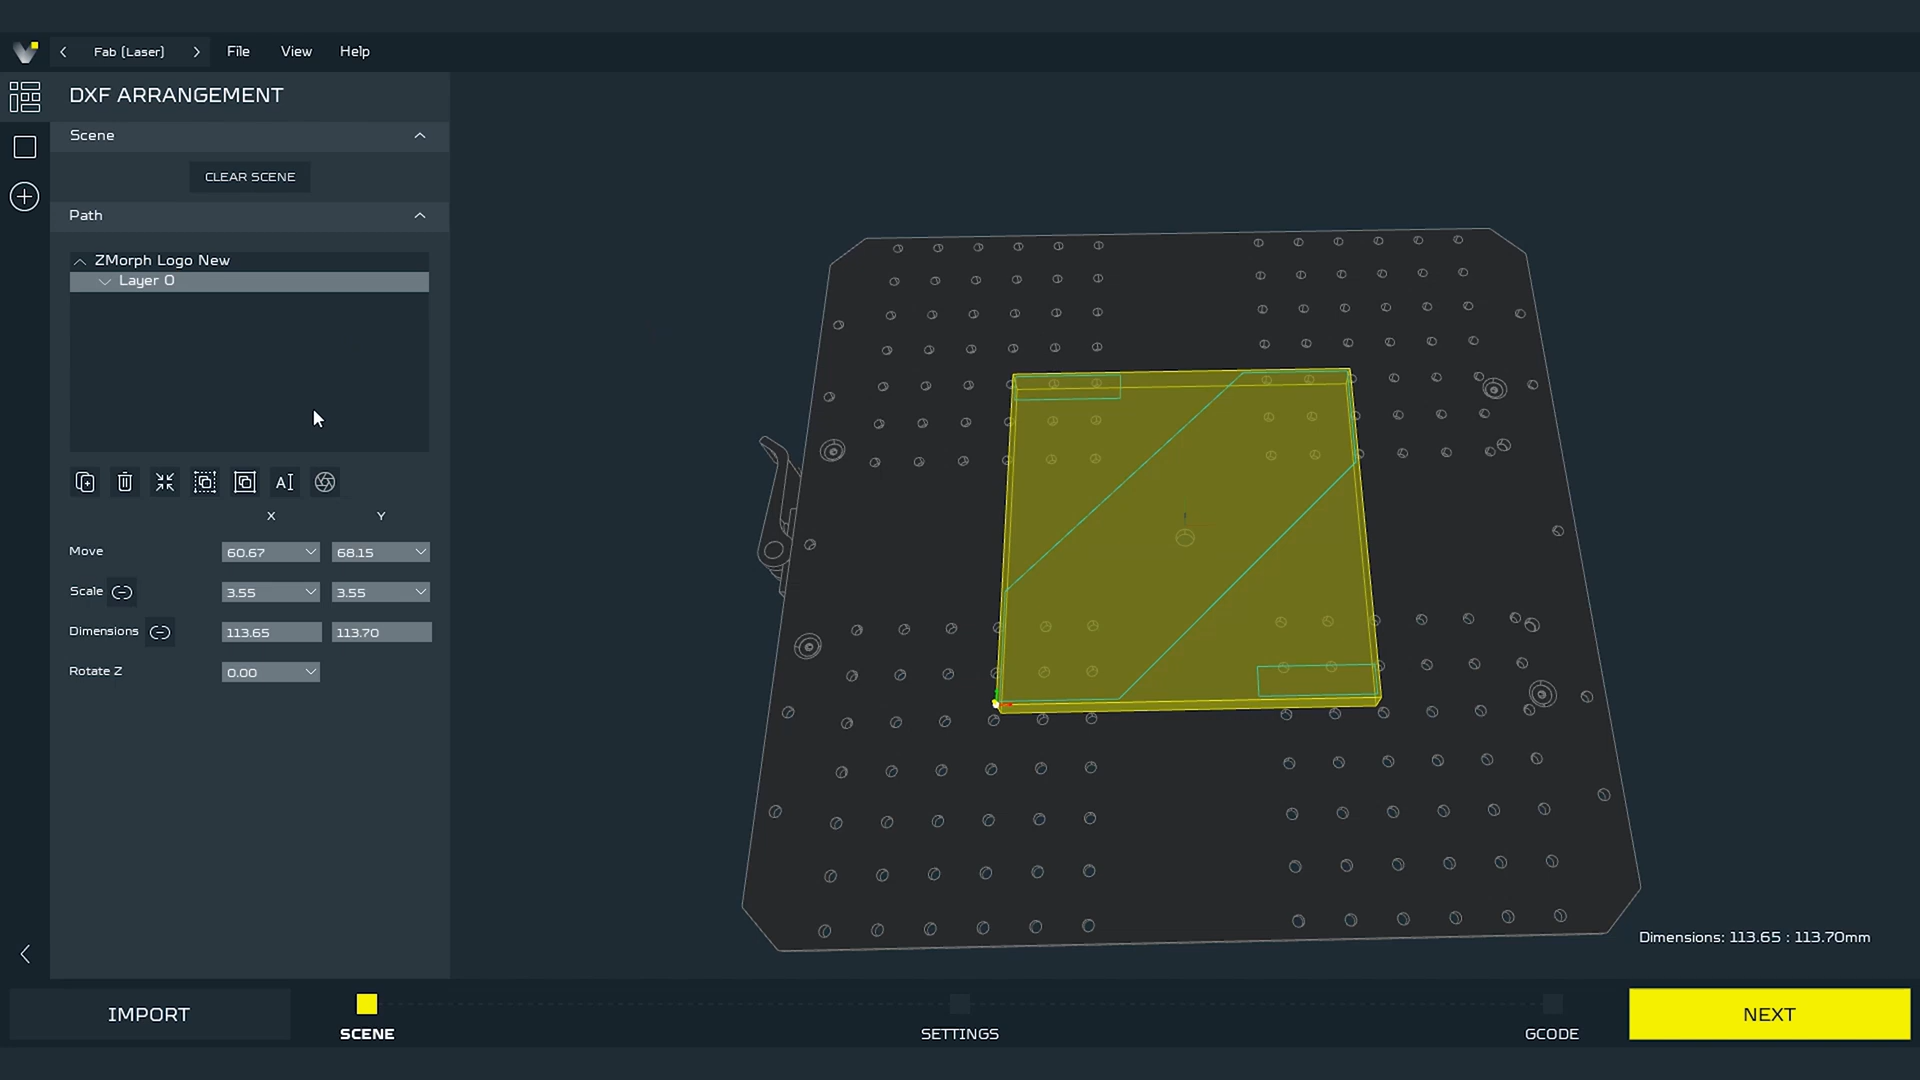 Fab (Laser) File View Help
DXF ARRANGEMENT
Scene
CLEAR SCENE
Path
ZMorph Logo New
Layer 0
AI
X Y
Move 60.67 68.15
Scale 3.55 3.55
Dimensions 113.65 113.70
Rotate Z 0.00
Dimensions: 113.65 : 113.70mm
IMPORT SCENE SETTINGS GCODE NEXT